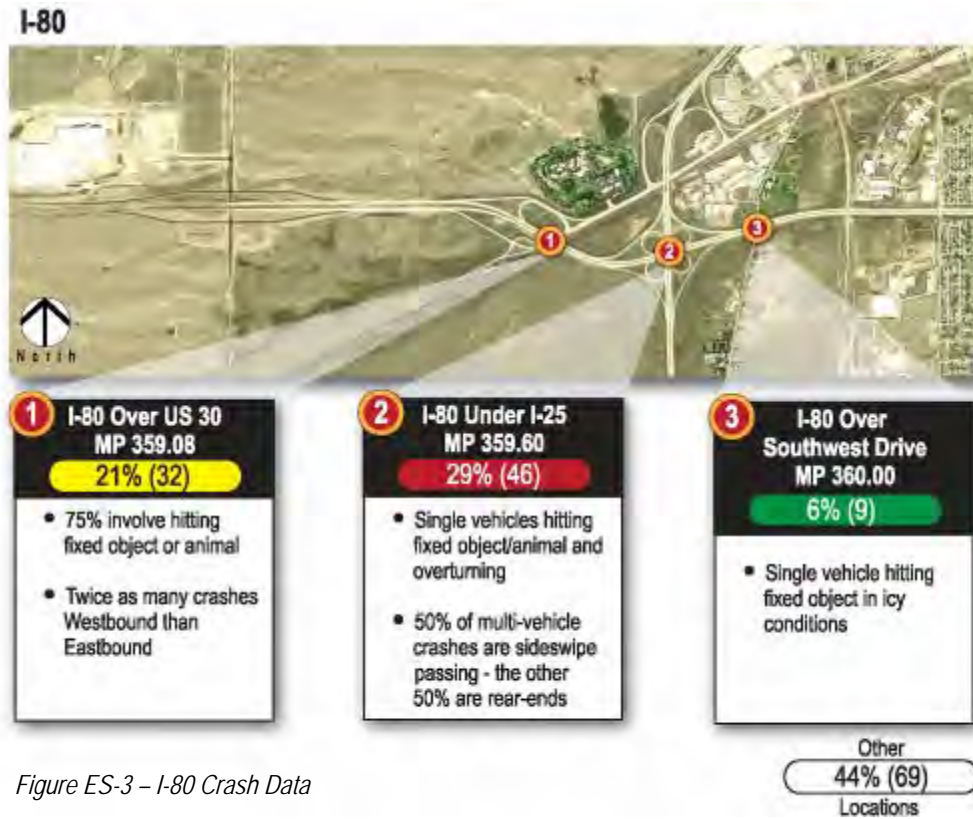 I-80
1
2
3
North
1
I-80 Over US 30
MP 359.08
21% (32)
• 75% involve hitting
fixed object or animal
• Twice as many crashes
Westbound than
Eastbound
2
I-80 Under I-25
MP 359.60
29% (46)
• Single vehicles hitting
fixed object/animal and
overturning
• 50% of multi-vehicle
crashes are sideswipe
passing - the other
50% are rear-ends
3
I-80 Over
Southwest Drive
MP 360.00
6% (9)
• Single vehicle hitting
fixed object in icy
conditions
Other
44% (69)
Locations
Figure ES-3 – I-80 Crash Data